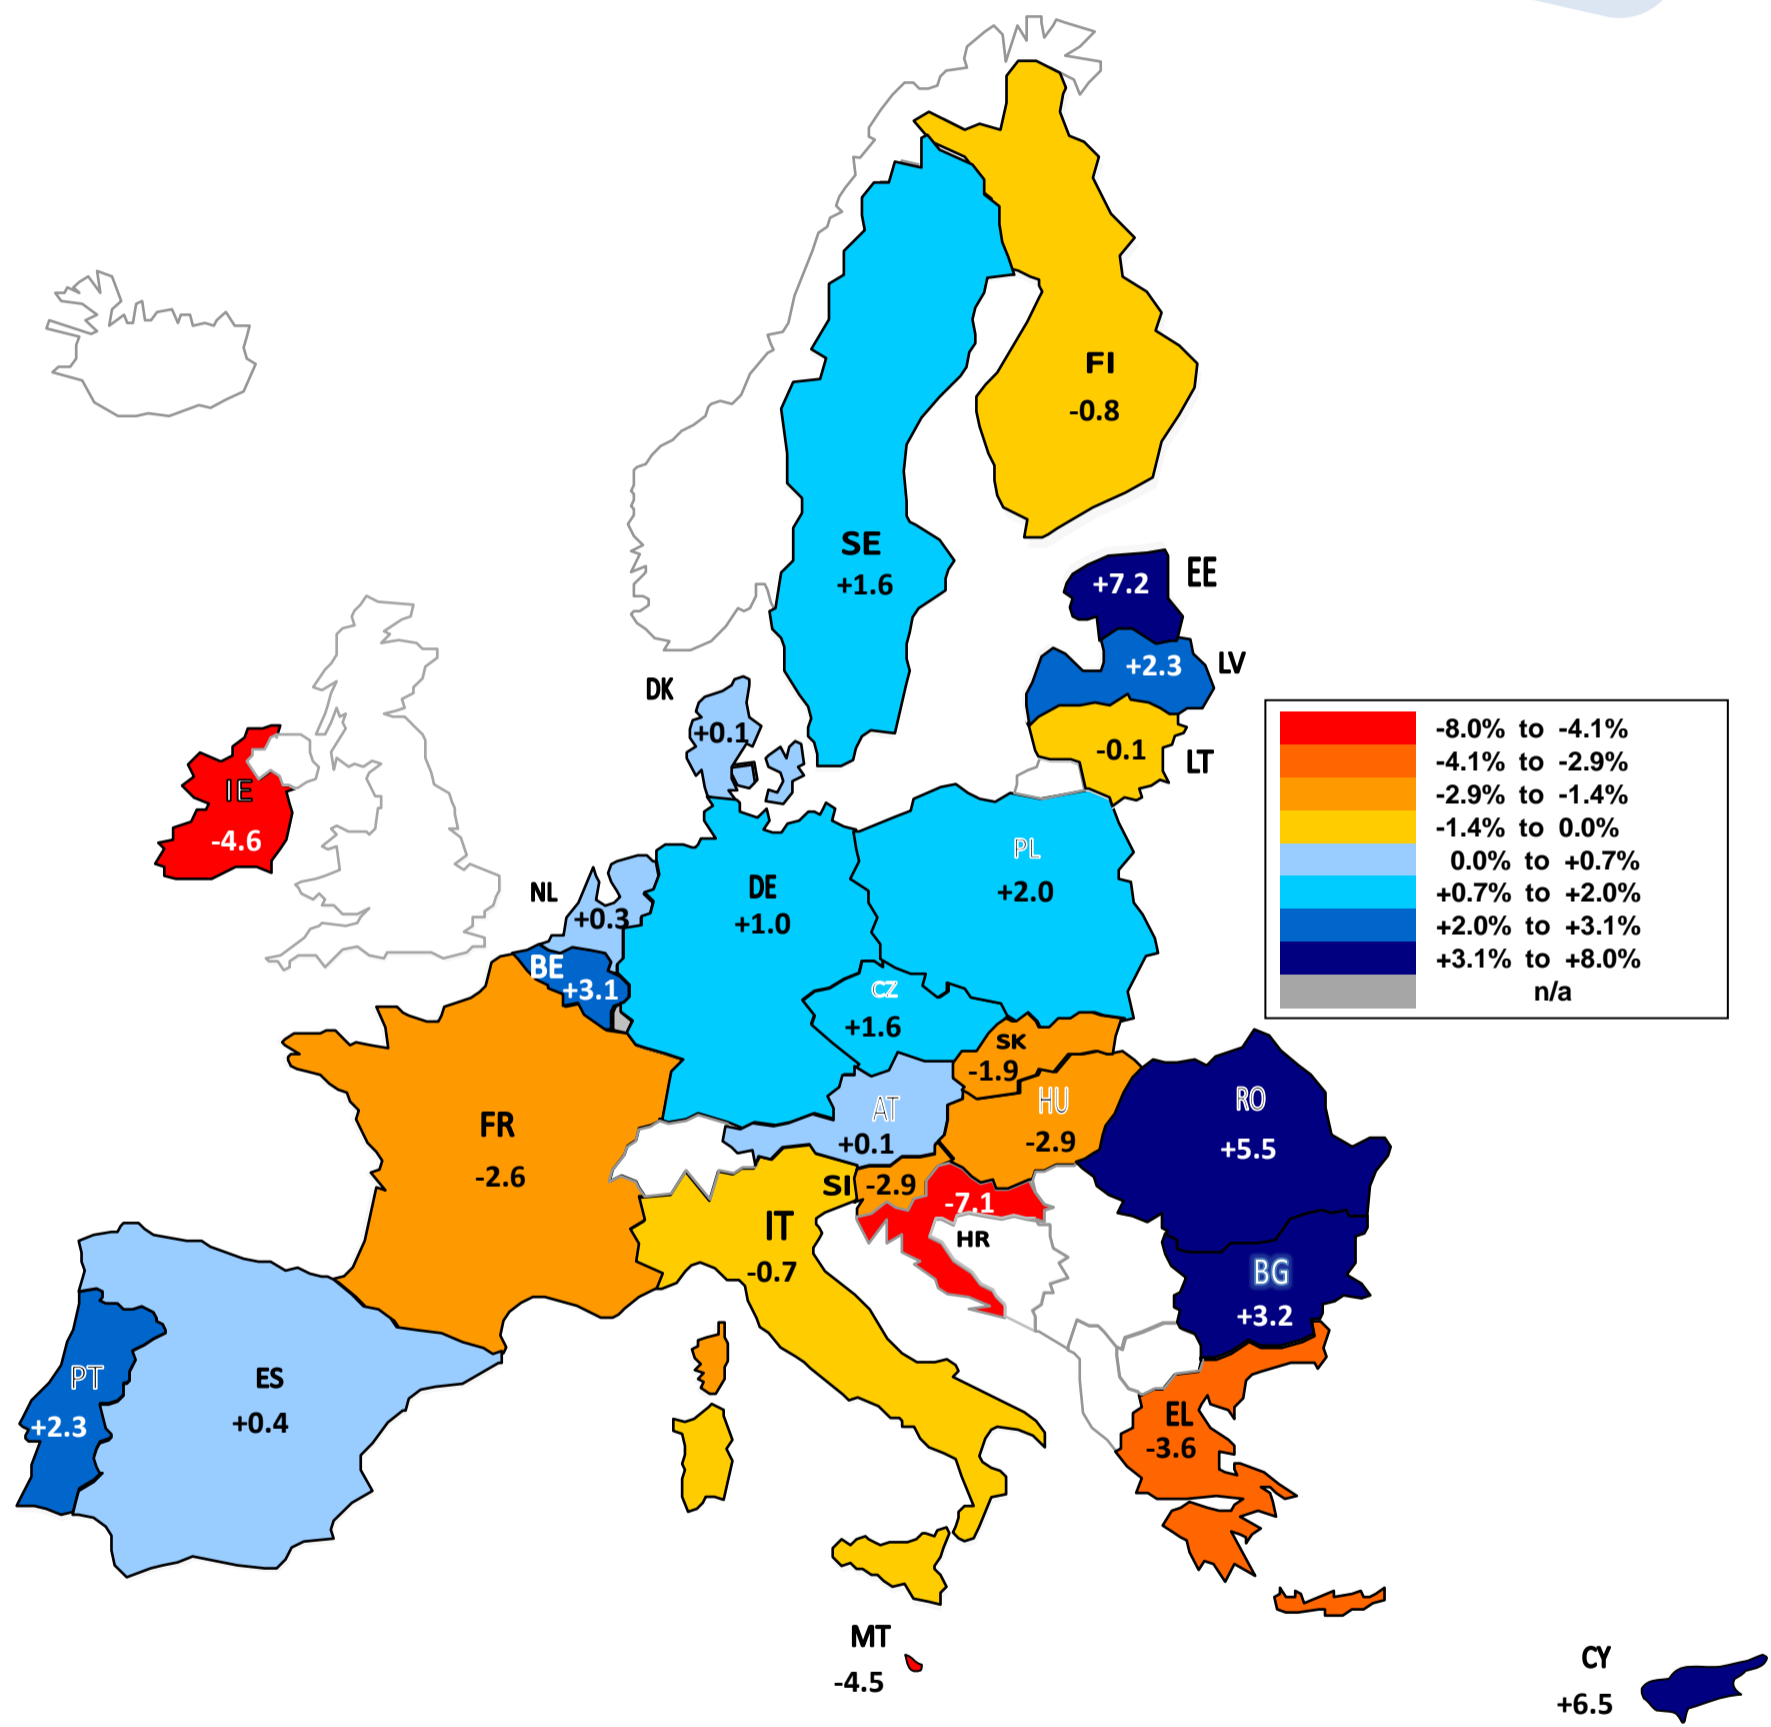 FI
-0.8
SE
+1.6
+7.2 EE
+2.3 LV
-0.1 LT
DK
+0.1
IE
-4.6
-8.0% to -4.1%
-4.1% to -2.9%
-2.9% to -1.4%
-1.4% to 0.0%
0.0% to +0.7%
+0.7% to +2.0%
+2.0% to +3.1%
+3.1% to +8.0%
n/a
PL
+2.0
NL
+0.3
DE
+1.0
BE
+3.1
CZ
+1.6
SK
-1.9
FR
-2.6
AT
+0.1
HU
-2.9
RO
+5.5
SI -2.9
-7.1
HR
IT
-0.7
BG
+3.2
PT
+2.3
ES
+0.4
EL
-3.6
MT
-4.5
CY
+6.5